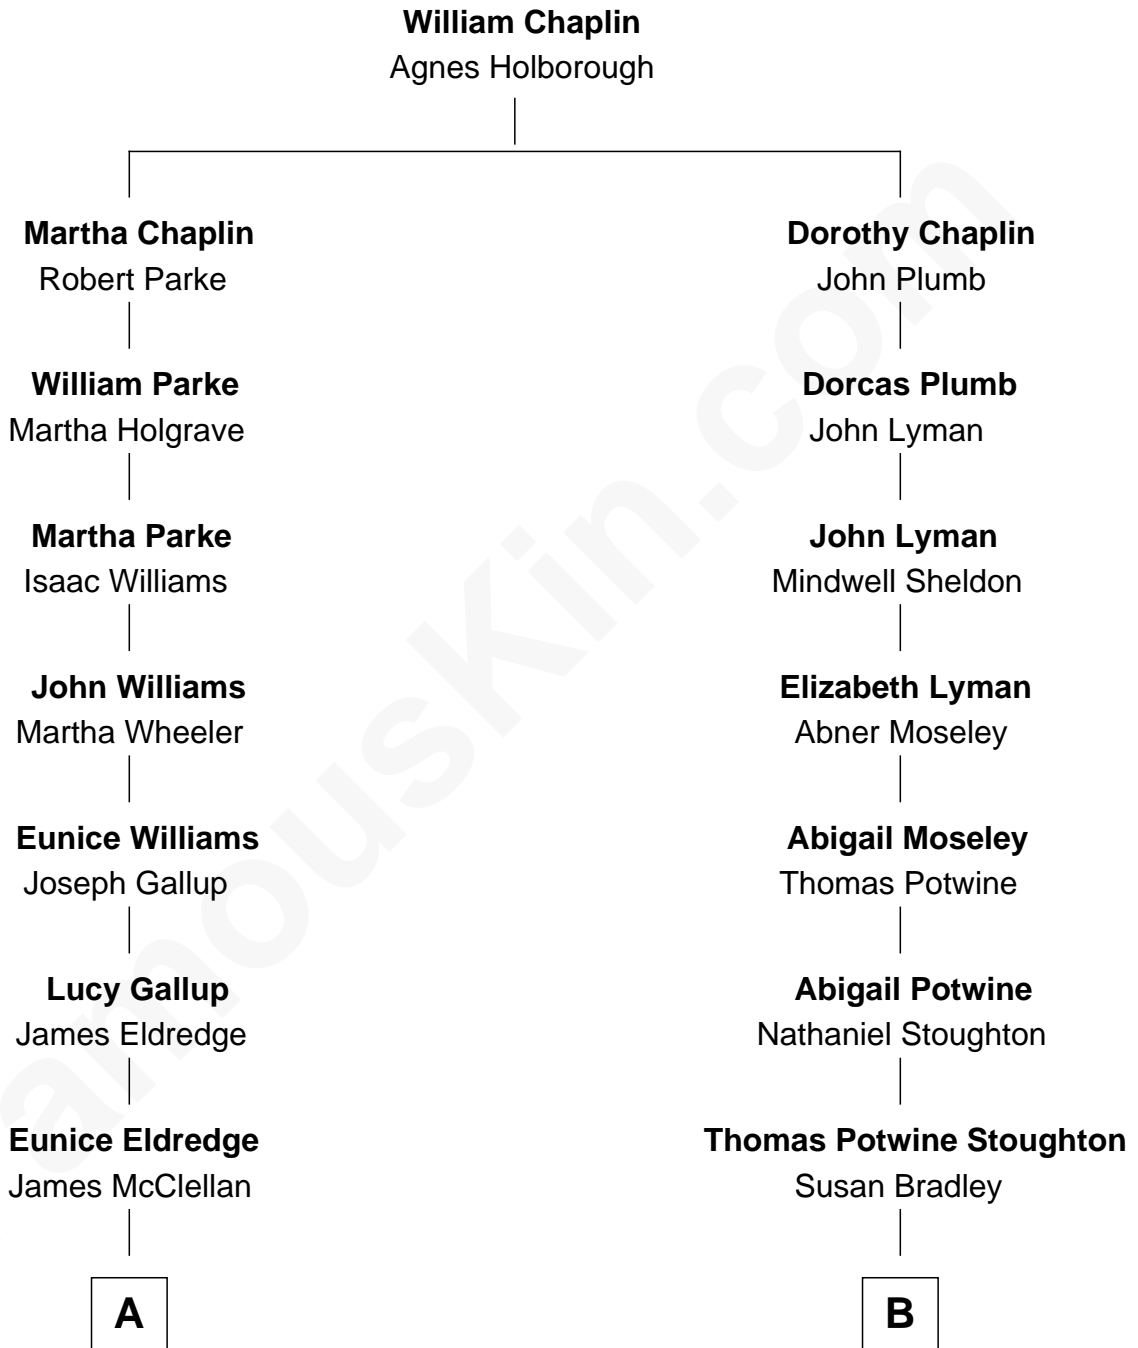 William Chaplin
Agnes Holborough
Martha Chaplin
Robert Parke
Dorothy Chaplin
John Plumb
William Parke
Martha Holgrave
Dorcas Plumb
John Lyman
Martha Parke
Isaac Williams
John Lyman
Mindwell Sheldon
John Williams
Martha Wheeler
Elizabeth Lyman
Abner Moseley
Eunice Williams
Joseph Gallup
Abigail Moseley
Thomas Potwine
Lucy Gallup
James Eldredge
Abigail Potwine
Nathaniel Stoughton
Eunice Eldredge
James McClellan
Thomas Potwine Stoughton
Susan Bradley
A
B
amousKin.com